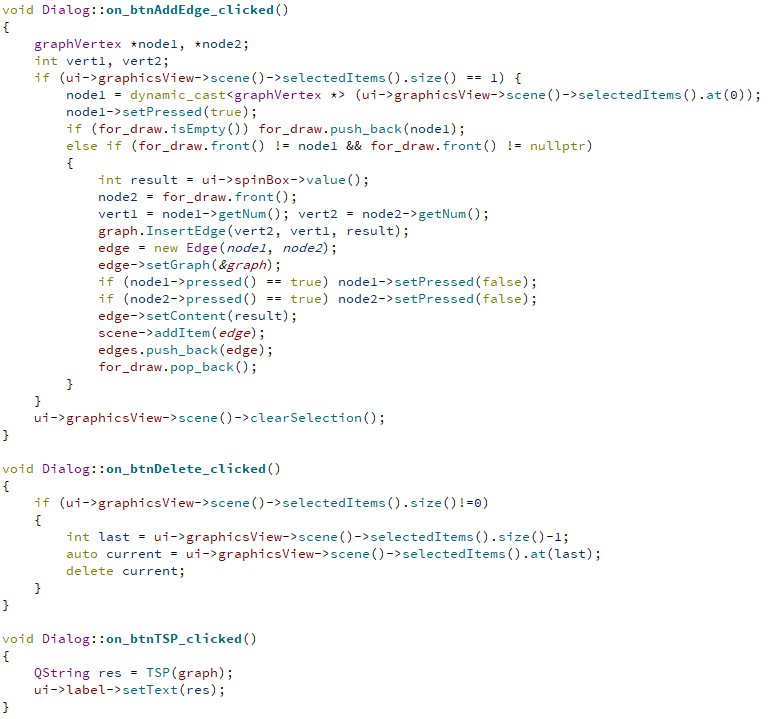 void Dialog::on_btnAddEdge_clicked()
{
    graphVertex *node1, *node2;
    int vert1, vert2;
    if (ui->graphicsView->scene()->selectedItems().size() == 1) {
        node1 = dynamic_cast<graphVertex *> (ui->graphicsView->scene()->selectedItems().at(0));
        node1->setPressed(true);
        if (for_draw.isEmpty()) for_draw.push_back(node1);
        else if (for_draw.front() != node1 && for_draw.front() != nullptr)
        {
            int result = ui->spinBox->value();
            node2 = for_draw.front();
            vert1 = node1->getNum(); vert2 = node2->getNum();
            graph.InsertEdge(vert2, vert1, result);
            edge = new Edge(node1, node2);
            edge->setGraph(&graph);
            if (node1->pressed() == true) node1->setPressed(false);
            if (node2->pressed() == true) node2->setPressed(false);
            edge->setContent(result);
            scene->addItem(edge);
            edges.push_back(edge);
            for_draw.pop_back();
        }
    }
    ui->graphicsView->scene()->clearSelection();
}

void Dialog::on_btnDelete_clicked()
{
    if (ui->graphicsView->scene()->selectedItems().size()!=0)
    {
        int last = ui->graphicsView->scene()->selectedItems().size()-1;
        auto current = ui->graphicsView->scene()->selectedItems().at(last);
        delete current;
    }
}

void Dialog::on_btnTSP_clicked()
{
    QString res = TSP(graph);
    ui->label->setText(res);
}